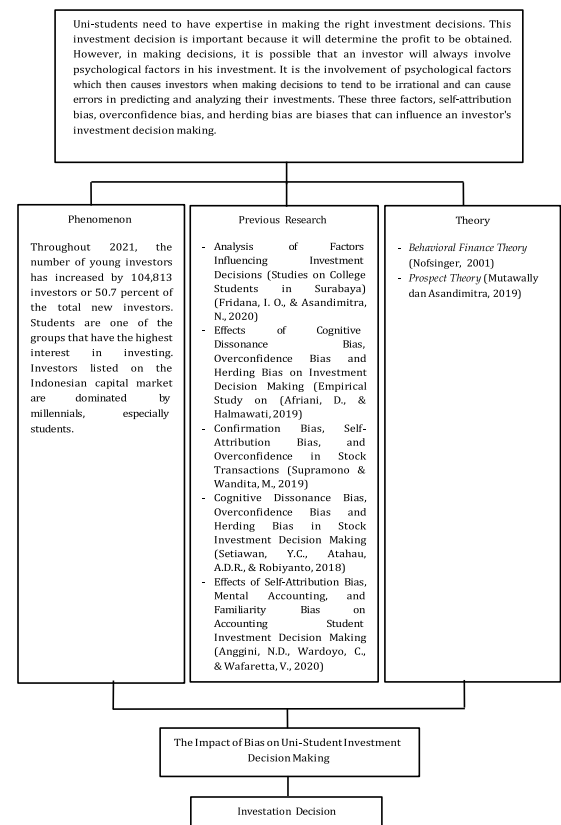 Uni-students need to have expertise in making the right investment decisions. This
investment decision is important because it will determine the profit to be obtained.
However, in making decisions, it is possible that an investor will always involve
psychological factors in his investment. It is the involvement of psychological factors
which then causes investors when making decisions to tend to be irrational and can cause
errors in predicting and analyzing their investments. These three factors, self-attribution
bias, overconfidence bias, and herding bias are biases that can influence an investor's
investment decision making.
Phenomenon
Throughout 2021, the
number of young investors
has increased by 104,813
investors or 50.7 percent of
the total new investors.
Students are one of the
groups that have the highest
interest in investing.
Investors listed on the
Indonesian capital market
are dominated by
millennials, especially
students.
Previous Research
- Analysis of Factors
Influencing Investment
Decisions (Studies on College
Students in Surabaya)
(Fridana, I. O., & Asandimitra,
N., 2020)
- Effects of Cognitive
Dissonance Bias,
Overconfidence Bias and
Herding Bias on Investment
Decision Making (Empirical
Study on (Afriani, D., &
Halmawati, 2019)
- Confirmation Bias, Self-
Attribution Bias, and
Overconfidence in Stock
Transactions (Supramono &
Wandita, M., 2019)
- Cognitive Dissonance Bias,
Overconfidence Bias and
Herding Bias in Stock
Investment Decision Making
(Setiawan, Y.C., Atahau,
A.D.R., & Robiyanto, 2018)
- Effects of Self-Attribution Bias,
Mental Accounting, and
Familiarity Bias on
Accounting Student
Investment Decision Making
(Anggini, N.D., Wardoyo, C.,
& Wafaretta, V., 2020)
Theory
- Behavioral Finance Theory
(Nofsinger, 2001)
- Prospect Theory (Mutawally
dan Asandimitra, 2019)
The Impact of Bias on Uni-Student Investment
Decision Making
Investation Decision